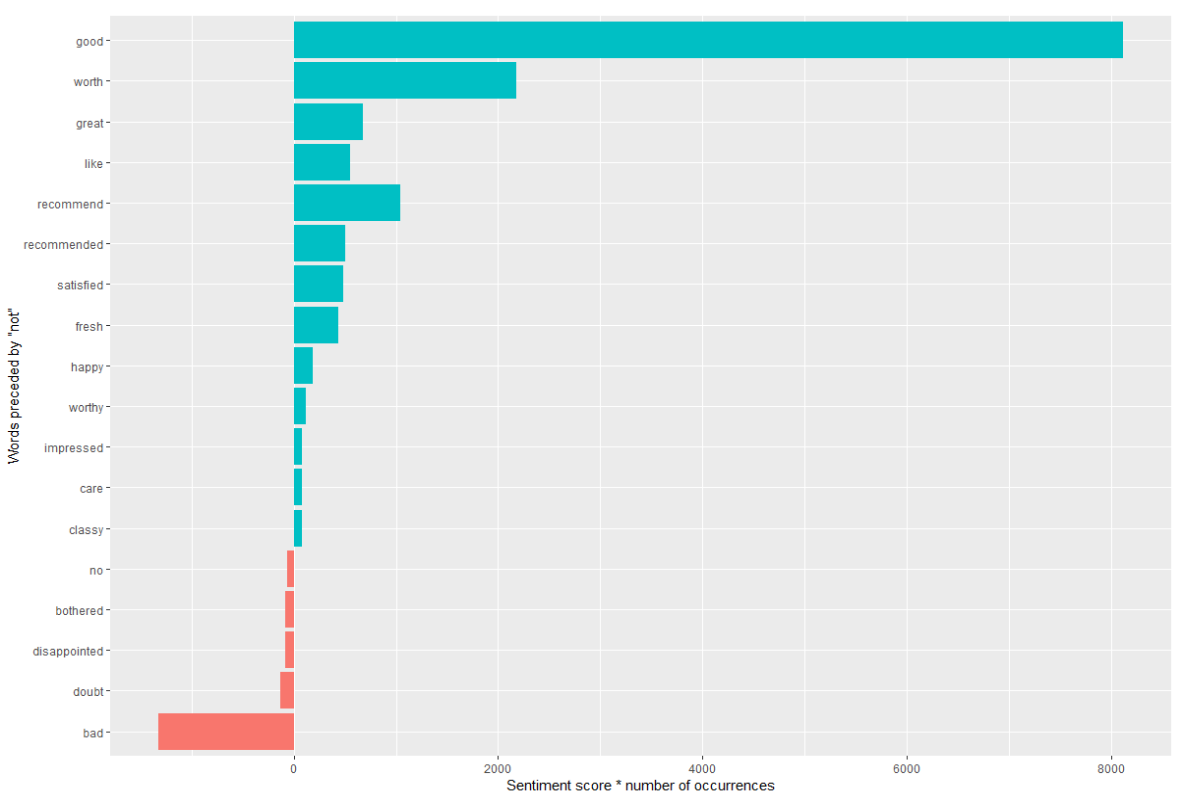 good
worth
great
like
recommend
recommended
satisfied
fresh
happy
worthy
impressed
care
classy
no
bothered
disappointed
doubt
bad
Words preceded by "not"
0 2000 4000 6000 8000
Sentiment score * number of occurrences